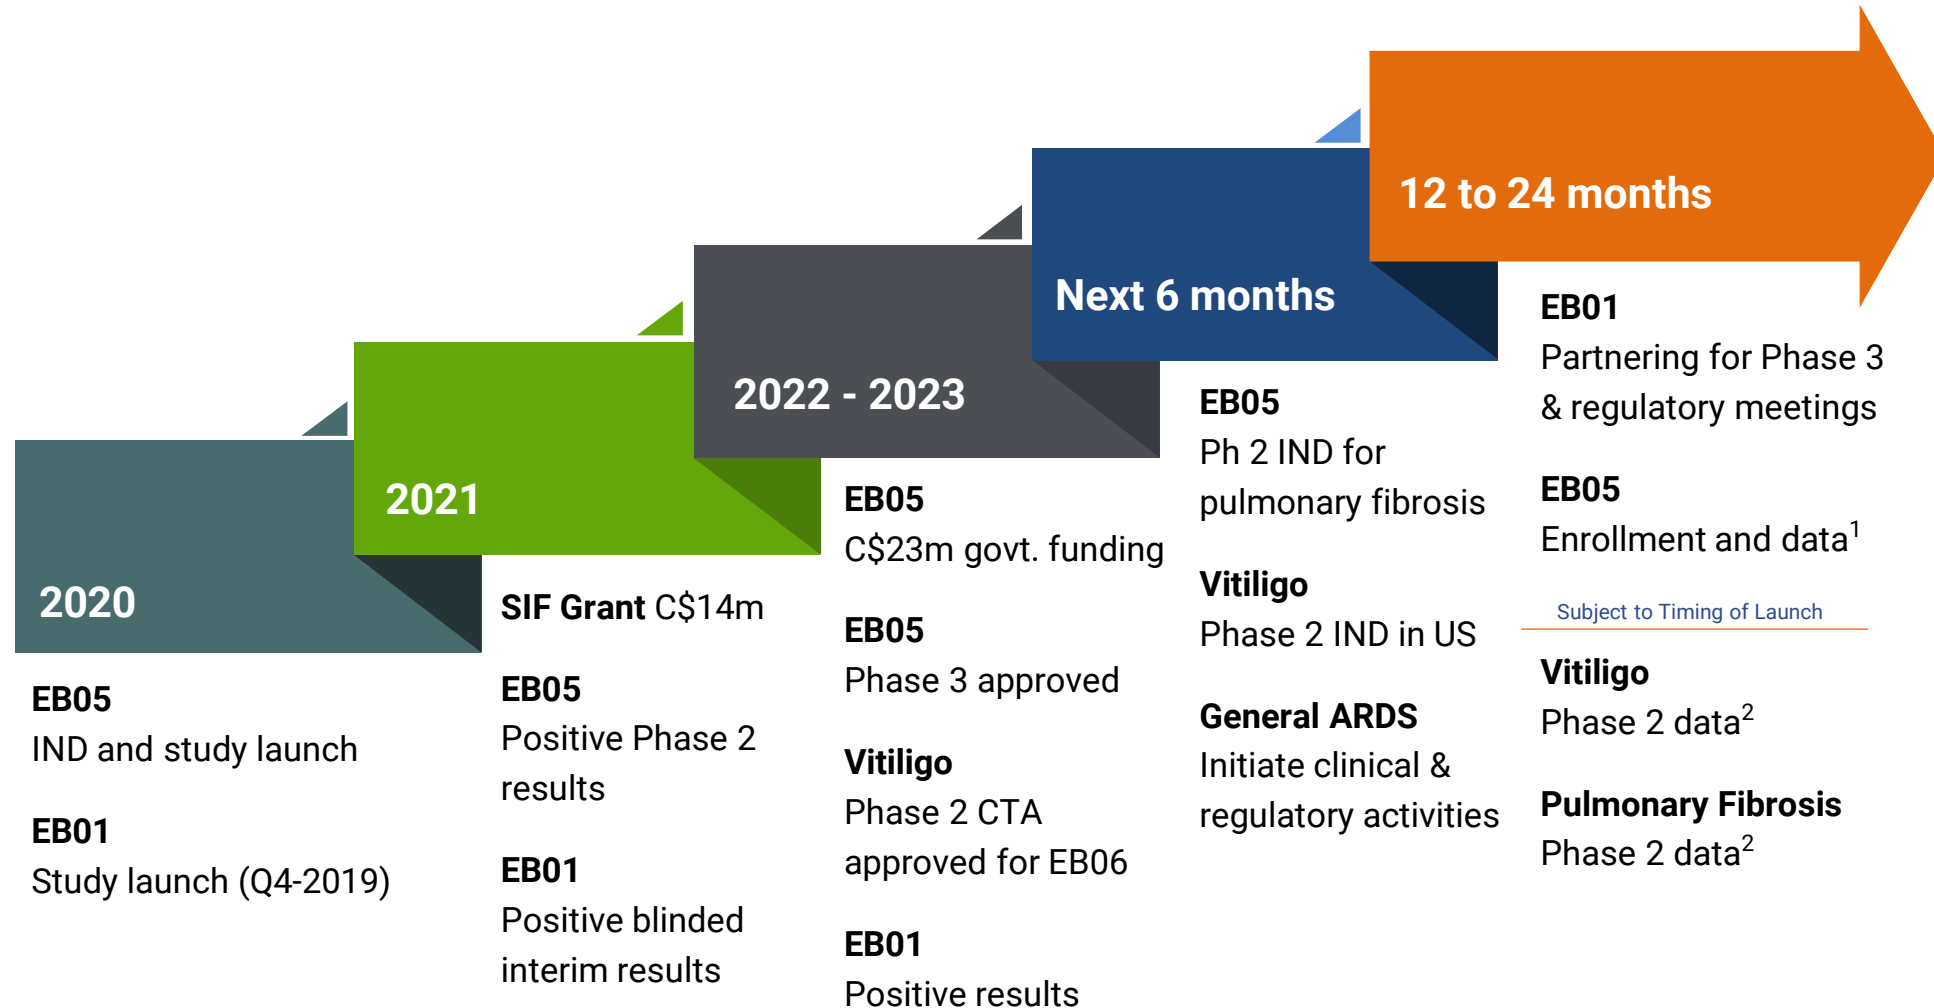 2020
EB05
IND and study launch
EB01
Study launch (Q4-2019)
2021
SIF Grant C$14m
EB05
Positive Phase 2
results
EB01
Positive blinded
interim results
2022 - 2023
EB05
C$23m govt. funding
EB05
Phase 3 approved
Vitiligo
Phase 2 CTA
approved for EB06
EB01
Positive results
Next 6 months
EB05
Ph 2 IND for
pulmonary fibrosis
Vitiligo
Phase 2 IND in US
General ARDS
Initiate clinical &
regulatory activities
12 to 24 months
EB01
Partnering for Phase 3
& regulatory meetings
EB05
Enrollment and data¹
Subject to Timing of Launch
Vitiligo
Phase 2 data²
Pulmonary Fibrosis
Phase 2 data²